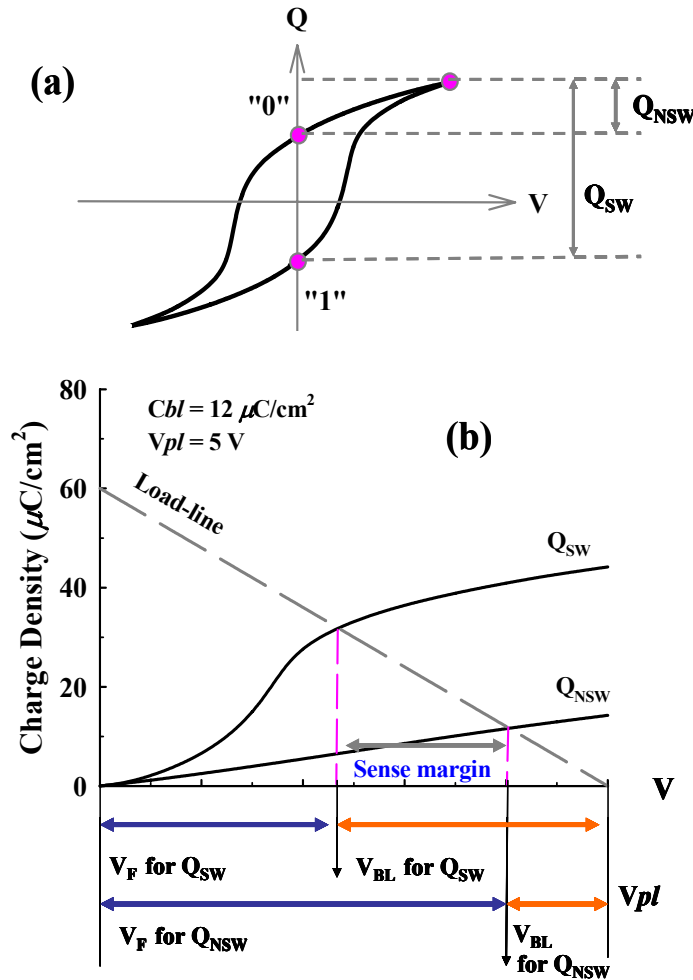 Q
(a)
"0"
Q_NSW
V
Q_SW
"1"
80
Cbl = 12 μC/cm²
Vpl = 5 V
(b)
60
Load-line
Q_SW
40
Charge Density (μC/cm²)
20
Q_NSW
Sense margin
0
V
V_F for Q_SW
V_BL for Q_SW
Vpl
V_F for Q_NSW
V_BL
for Q_NSW